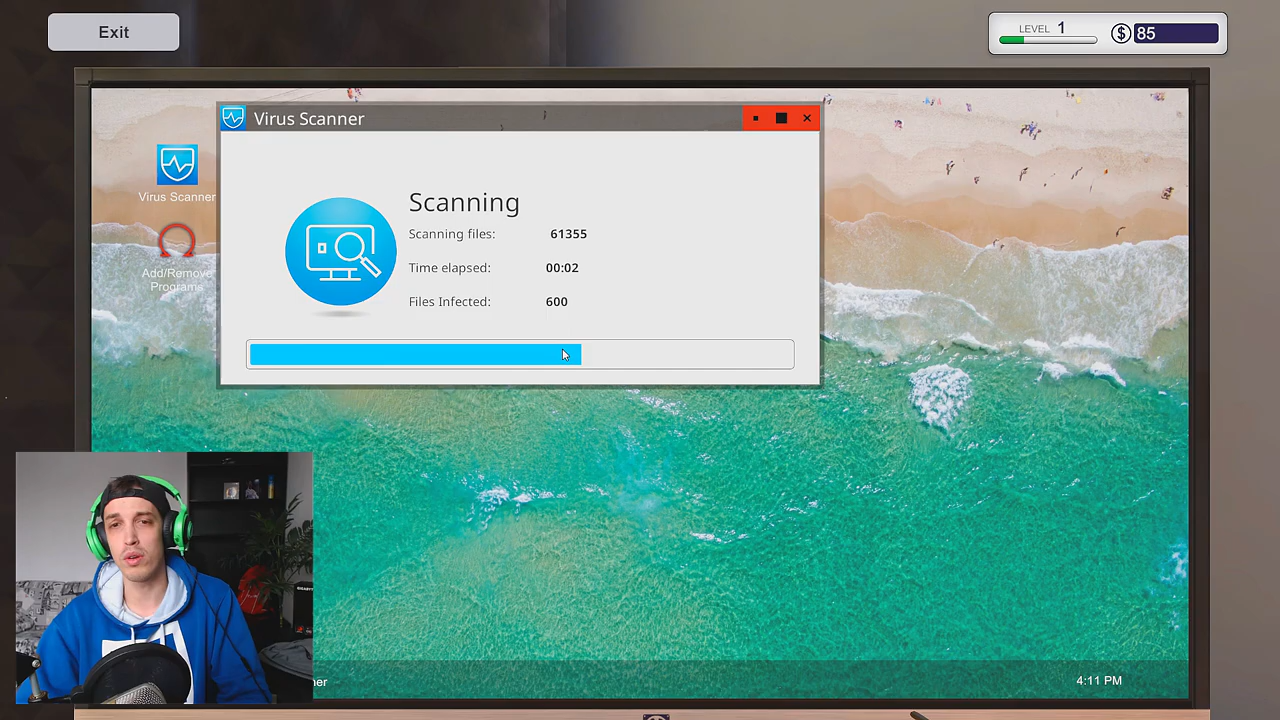 Exit
LEVEL 1
$ 85
Virus Scanner
Virus Scanner
Add/Remove
Programs
Scanning
Scanning files: 61355
Time elapsed: 00:02
Files Infected: 600
ner
4:11 PM